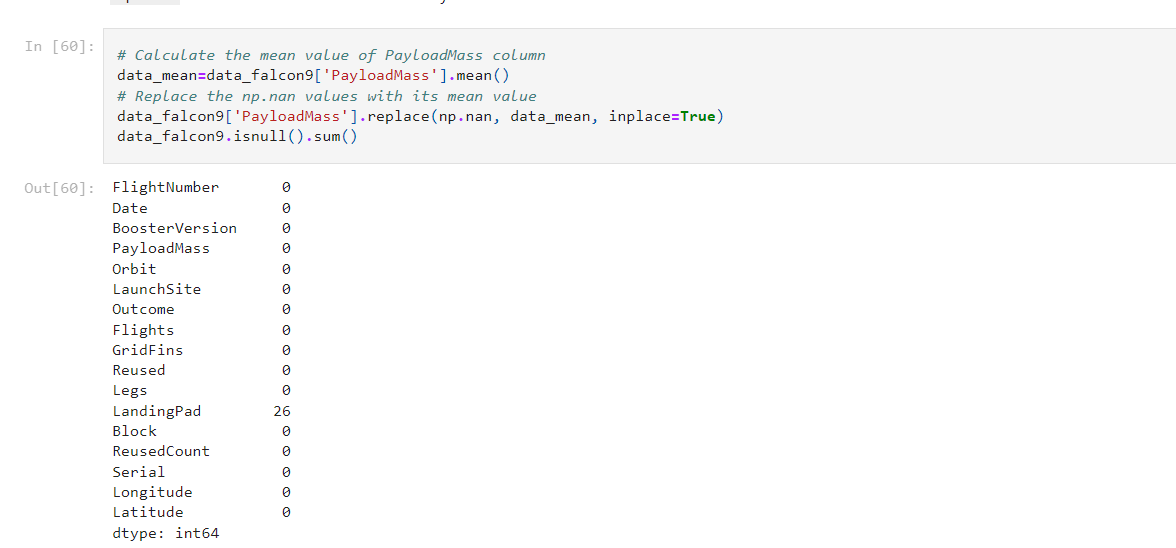 In [60]:
# Calculate the mean value of PayloadMass column
data_mean=data_falcon9['PayloadMass'].mean()
# Replace the np.nan values with its mean value
data_falcon9['PayloadMass'].replace(np.nan, data_mean, inplace=True)
data_falcon9.isnull().sum()
Out[60]:
FlightNumber 0
Date 0
BoosterVersion 0
PayloadMass 0
Orbit 0
LaunchSite 0
Outcome 0
Flights 0
GridFins 0
Reused 0
Legs 0
LandingPad 26
Block 0
ReusedCount 0
Serial 0
Longitude 0
Latitude 0
dtype: int64